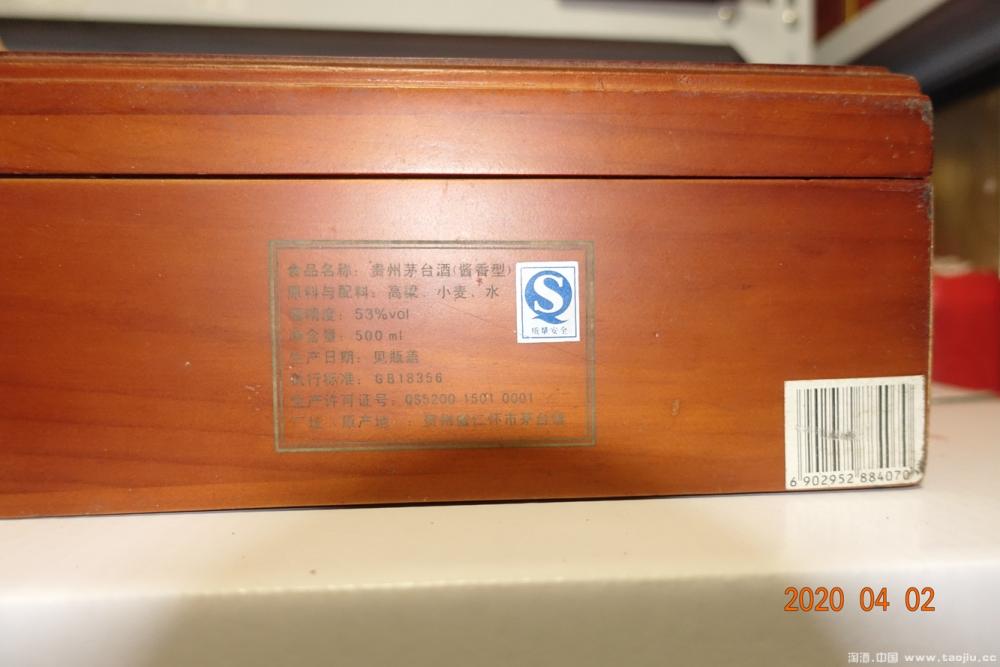 食品名称：贵州茅台酒(酱香型)
原料与配料：高粱、小麦、水
酒精度：53%vol
净含量：500ml
生产日期：见瓶盖
执行标准：GB18356
生产许可证号：QS5200 1501 0001
厂址（原产地）：贵州省仁怀市茅台镇
质量安全
6 902952 884070
2020 04 02
淘酒.中国 www.taojiu.cc